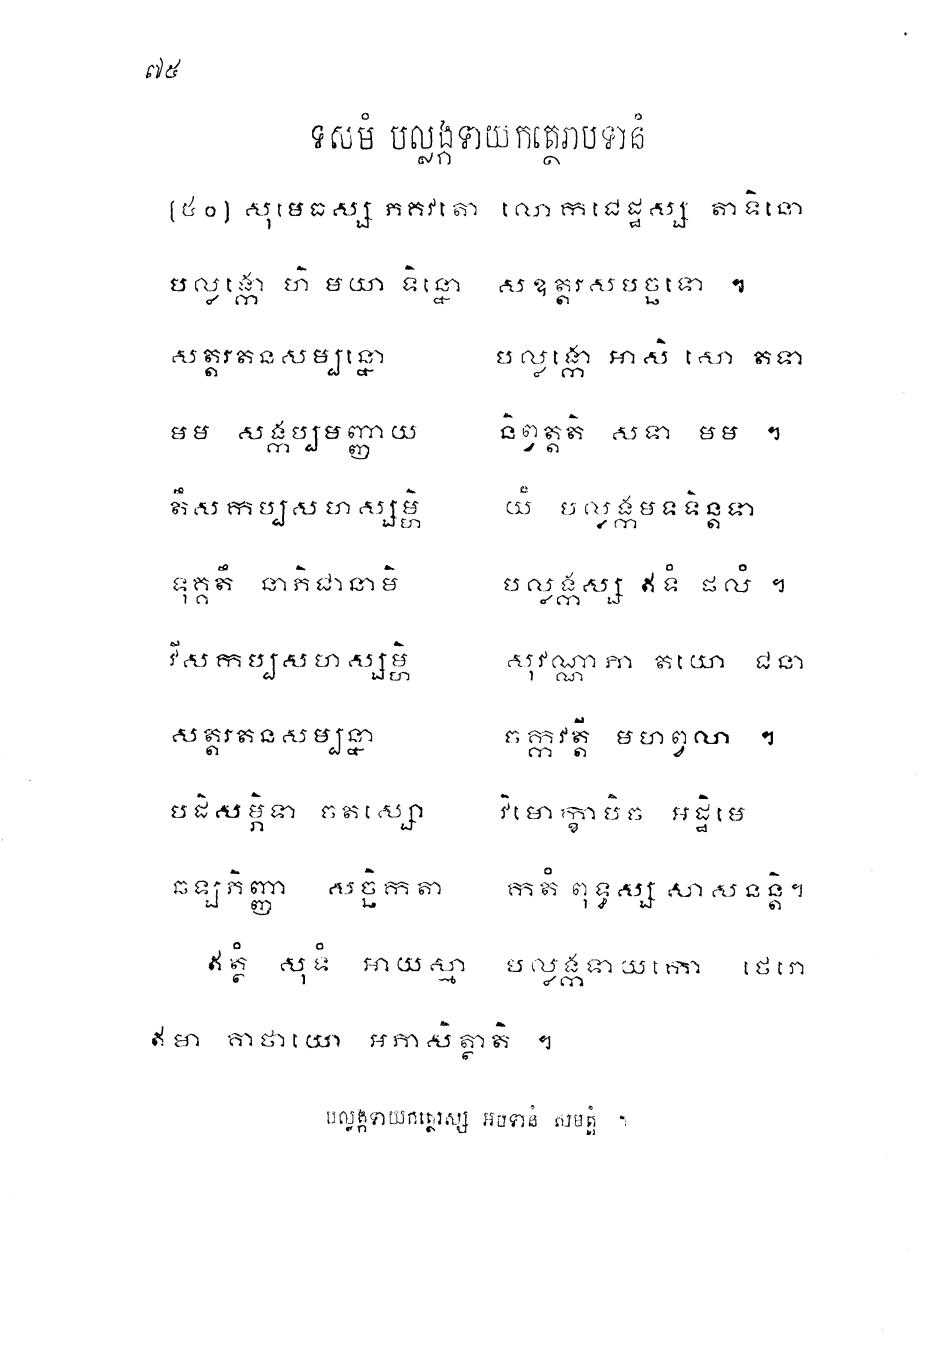 ៧៥
ទសមំ បល្លង្កទាយកត្ថេរាបទានំ
(៥០) សុមេធស្ស ភគវតោ លោកជេដ្ឋស្ស តាទិនោ
បល្លង្កោ ហិ មយា ទិន្នោ សឧត្តរសបច្ឆទោ ។
សត្តរតនសម្បន្នោ បល្លង្កោ អាសិ សោ តទា
មម សង្កប្បមញ្ញាយ និព្វត្តតិ សទា មម ។
តឹសកប្បសហស្សម្ហិ យំ បល្លង្កមទទិន្តទា
ទុគ្គតឹ នាភិជានាមិ បល្លង្កស្ស ឥទំ ផលំ ។
វីសកប្បសហស្សម្ហិ សុវណ្ណាភា តយោ ជនា
សត្តរតនសម្បន្នា ចក្កវត្តី មហព្វលា ។
បដិសម្ភិទា ចតស្សោ វិមោក្ខាបិច អដ្ឋិមេ
ឆឡភិញ្ញា សច្ឆិកតា កតំ ពុទ្ធស្ស សាសនន្តិ។
ឥត្ថំ សុទំ អាយស្មា បល្លង្កទាយកោ ថេរោ
ឥមា គាថាយោ អភាសិត្ថាតិ ។
បល្លង្កទាយកត្ថេរស្ស អបទានំ សមត្តំ ។